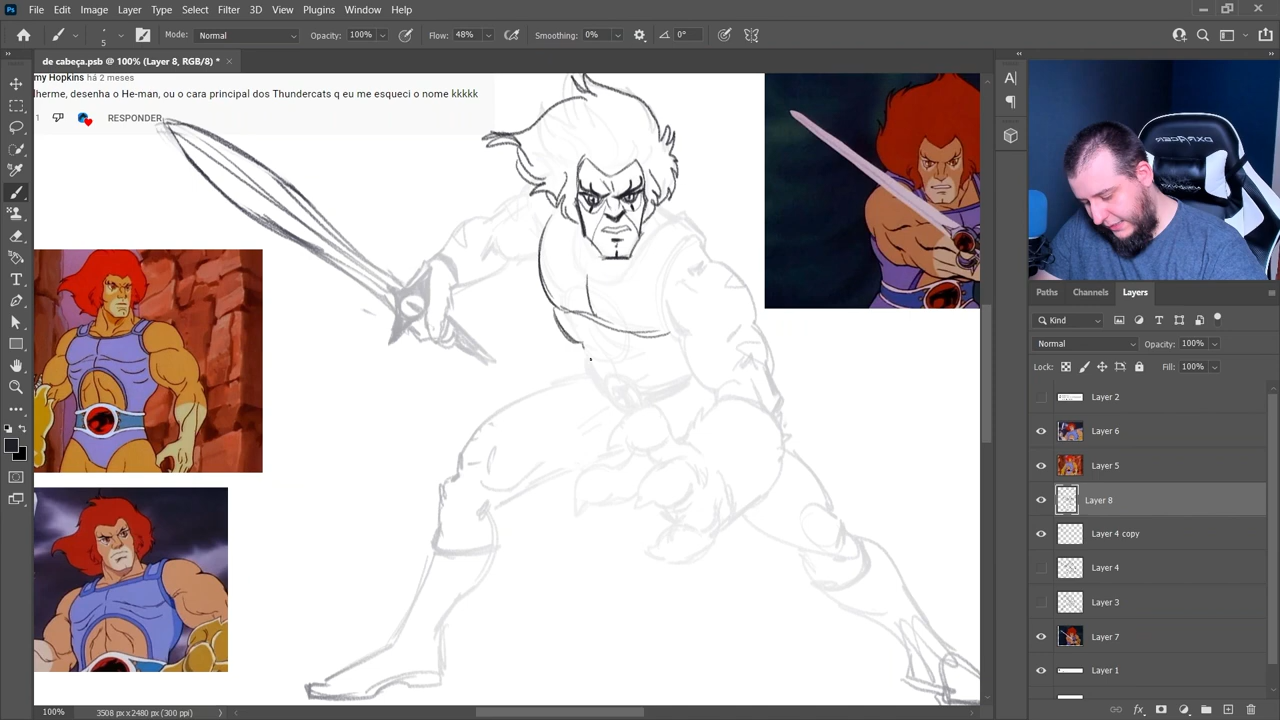 Ps File Edit Image Layer Type Select Filter 3D View Plugins Window Help
5 Mode: Normal Opacity: 100% Flow: 48% Smoothing: 0% 0°
de cabeça.psb @ 100% (Layer 8, RGB/8) * ×
my Hopkins há 2 meses
lherme, desenha o He-man, ou o cara principal dos Thundercats q eu me esqueci o nome kkkkk
1 RESPONDER
DXRACER
Paths Channels Layers
Kind
Normal Opacity: 100%
Lock: Fill: 100%
Layer 2
Layer 6
Layer 5
Layer 8
Layer 4 copy
Layer 4
Layer 3
Layer 7
Layer 1
100% 3508 px x 2480 px (300 ppi)